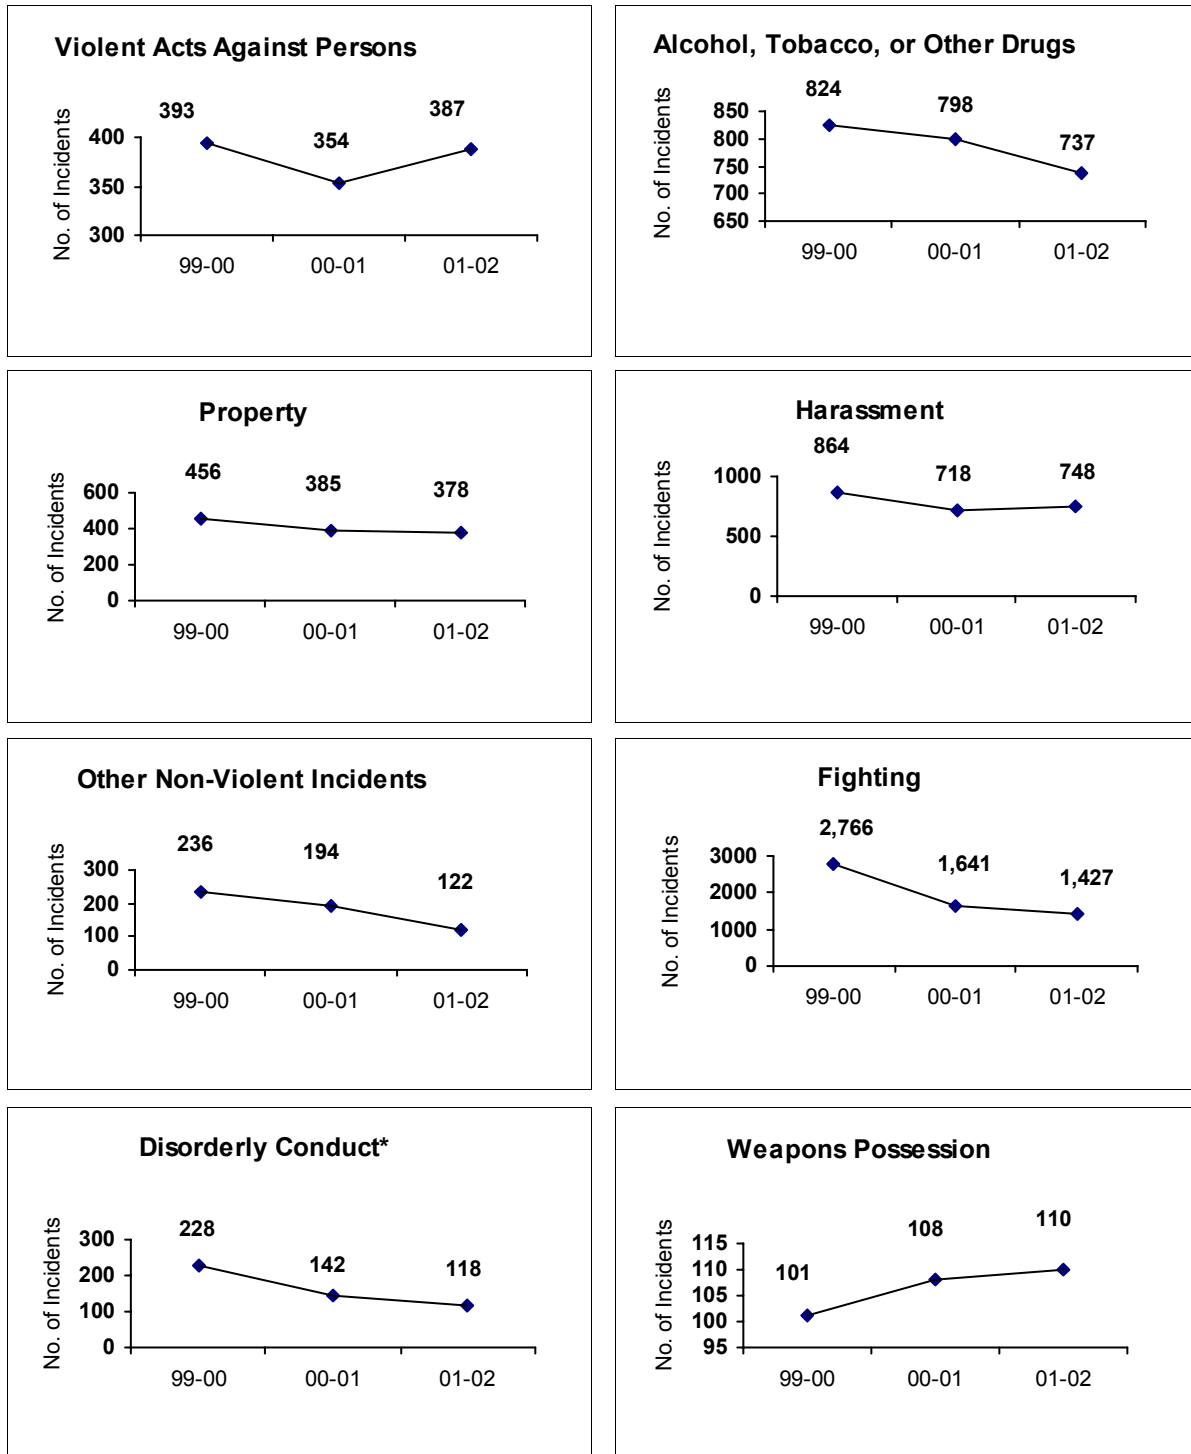 Violent Acts Against Persons
393
354
387
No. of Incidents
400
350
300
99-00 00-01 01-02
Alcohol, Tobacco, or Other Drugs
824
798
737
No. of Incidents
850
800
750
700
650
99-00 00-01 01-02
Property
456
385
378
No. of Incidents
600
400
200
0
99-00 00-01 01-02
Harassment
864
718
748
No. of Incidents
1000
500
0
99-00 00-01 01-02
Other Non-Violent Incidents
236
194
122
No. of Incidents
300
200
100
0
99-00 00-01 01-02
Fighting
2,766
1,641
1,427
No. of Incidents
3000
2000
1000
0
99-00 00-01 01-02
Disorderly Conduct*
228
142
118
No. of Incidents
300
200
100
0
99-00 00-01 01-02
Weapons Possession
101
108
110
No. of Incidents
115
110
105
100
95
99-00 00-01 01-02